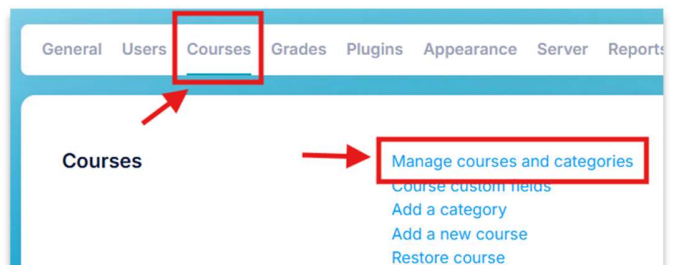 General Users Courses Grades Plugins Appearance Server Reports
Courses
Manage courses and categories
Course custom fields
Add a category
Add a new course
Restore course